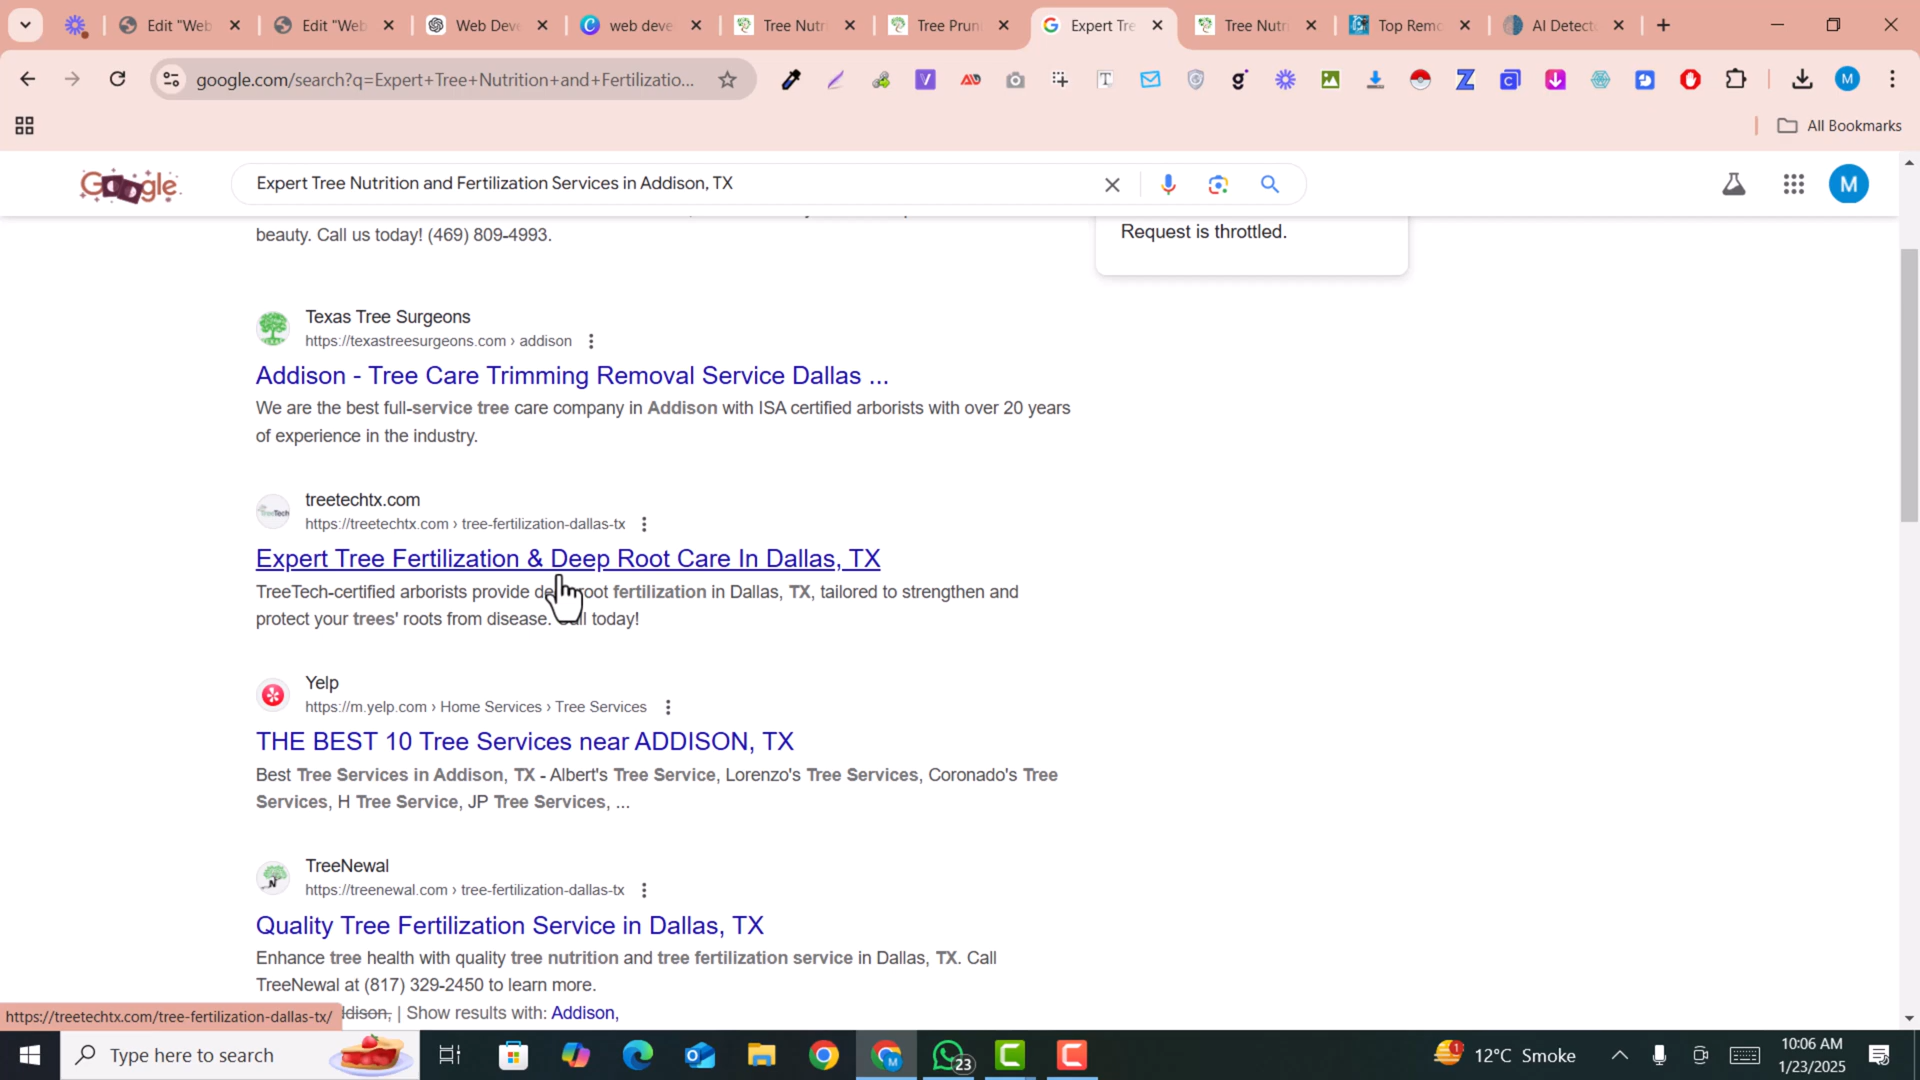 Edit "Web
Edit "Web
Web Deve
web deve
Tree Nutri
Tree Prun
Expert Tre
Tree Nutri
Top Remo
AI Detect
google.com/search?q=Expert+Tree+Nutrition+and+Fertilizatio...
M
All Bookmarks
Google
Expert Tree Nutrition and Fertilization Services in Addison, TX
M
beauty. Call us today! (469) 809-4993.
Request is throttled.
Texas Tree Surgeons
https://texastreesurgeons.com › addison
Addison - Tree Care Trimming Removal Service Dallas ...
We are the best full-service tree care company in Addison with ISA certified arborists with over 20 years
of experience in the industry.
TreeTech
treetechtx.com
https://treetechtx.com › tree-fertilization-dallas-tx
Expert Tree Fertilization & Deep Root Care In Dallas, TX
TreeTech-certified arborists provide root fertilization in Dallas, TX, tailored to strengthen and
protect your trees' roots from disease. today!
Yelp
https://m.yelp.com › Home Services › Tree Services
THE BEST 10 Tree Services near ADDISON, TX
Best Tree Services in Addison, TX - Albert's Tree Service, Lorenzo's Tree Services, Coronado's Tree
Services, H Tree Service, JP Tree Services, ...
TreeNewal
https://treenewal.com › tree-fertilization-dallas-tx
Quality Tree Fertilization Service in Dallas, TX
Enhance tree health with quality tree nutrition and tree fertilization service in Dallas, TX. Call
TreeNewal at (817) 329-2450 to learn more.
| Show results with: Addison,
https://treetechtx.com/tree-fertilization-dallas-tx/
Type here to search
23
1
12°C Smoke
10:06 AM
1/23/2025